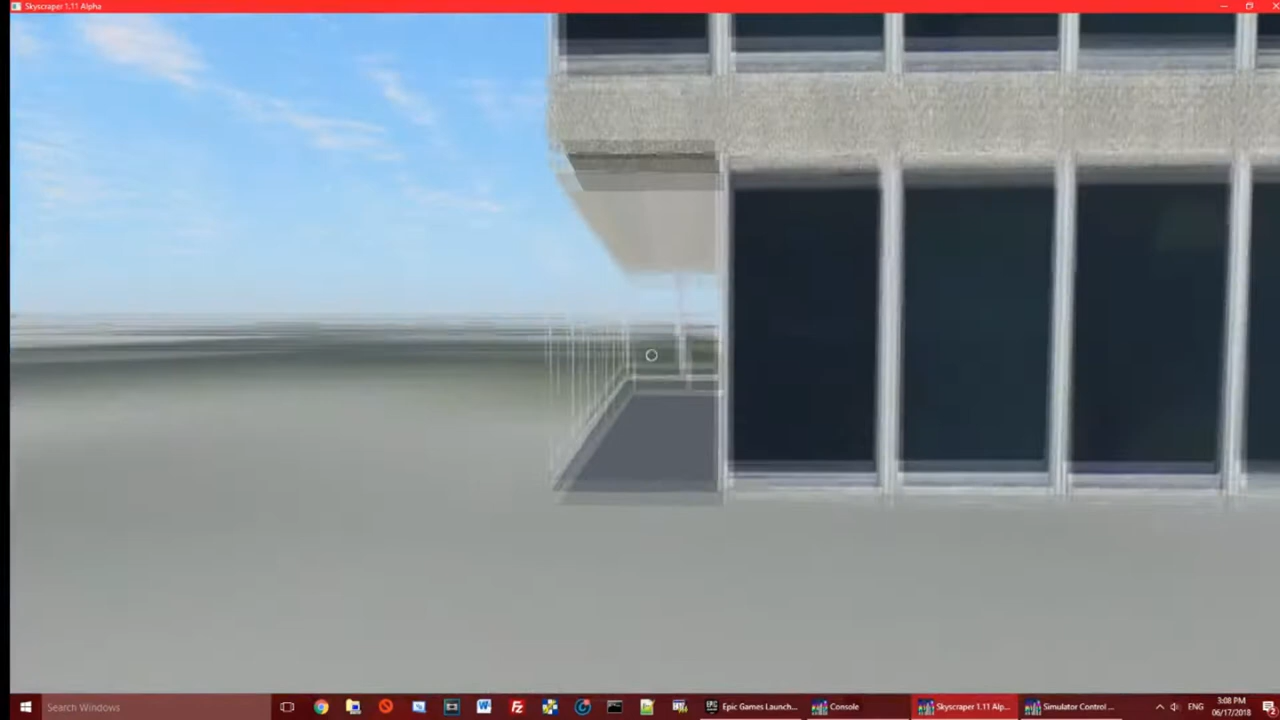 Skyscraper 1.11 Alpha
Search Windows
Epic Games Launch...
Console
Skyscraper 1.11 Alp...
Simulator Control ...
ENG
3:08 PM
06/17/2018